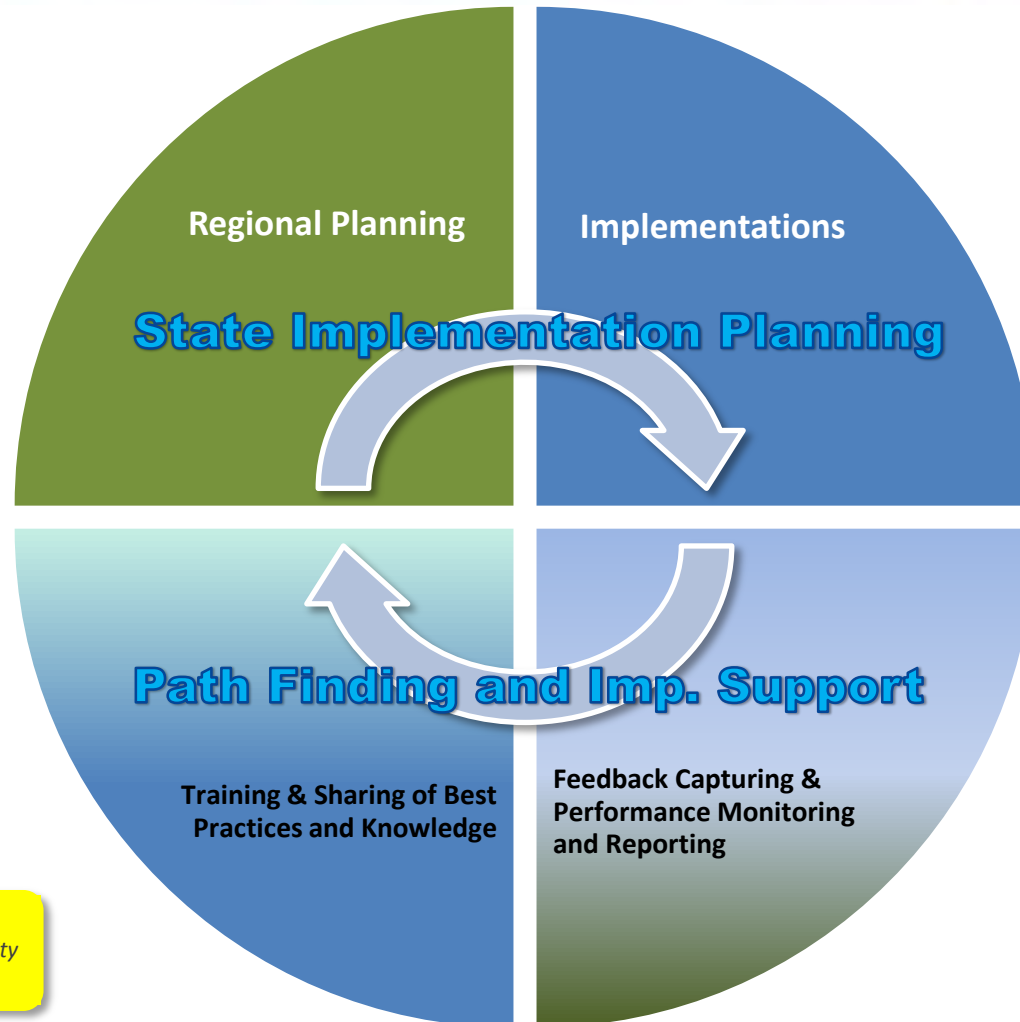 Regional Planning
Implementations
State Implementation Planning
Path Finding and Imp. Support
Training & Sharing of Best
Practices and Knowledge
Feedback Capturing &
Performance Monitoring
and Reporting